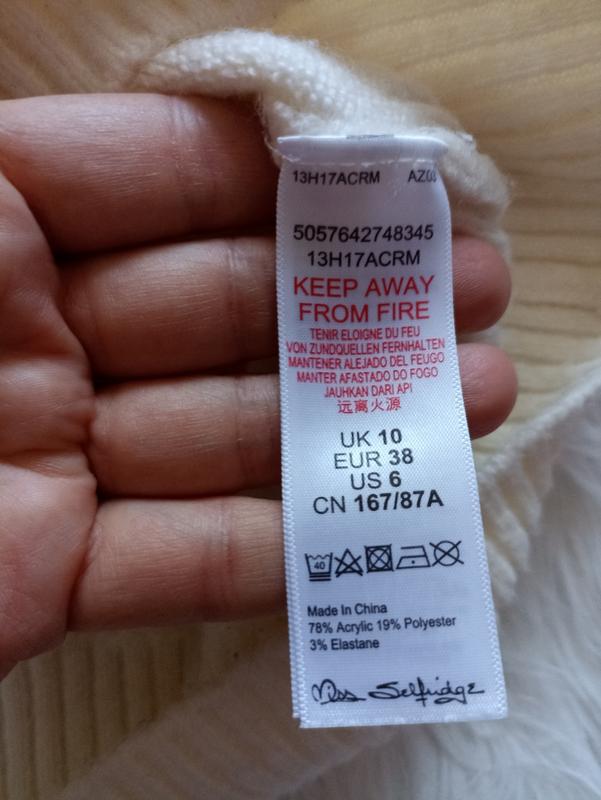 13H17ACRM AZ03
5057642748345
13H17ACRM
KEEP AWAY
FROM FIRE
TENIR ELOIGNE DU FEU
VON ZUNDQUELLEN FERNHALTEN
MANTENER ALEJADO DEL FEUGO
MANTER AFASTADO DO FOGO
JAUHKAN DARI API
远离火源
UK 10
EUR 38
US 6
CN 167/87A
40
Made In China
78% Acrylic 19% Polyester
3% Elastane
Miss Selfridge